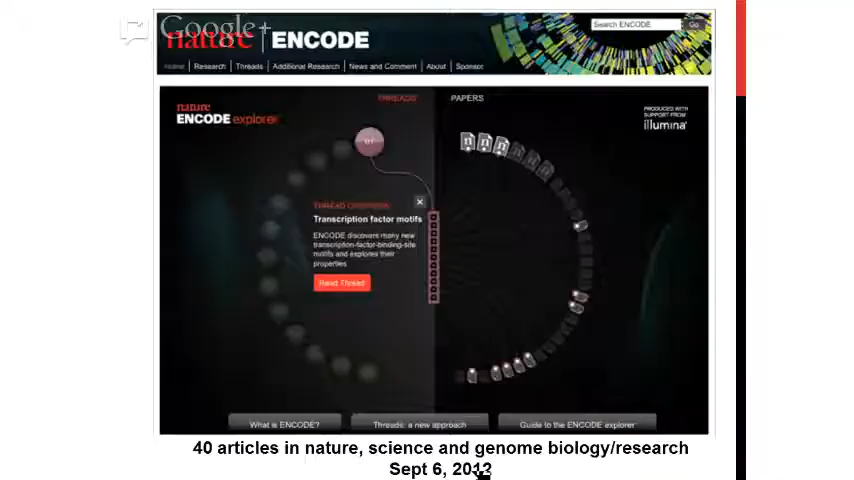 Google+
nature ENCODE
Search ENCODE Go
Home Research Threads Additional Research News and Comment About Sponsor
THREADS PAPERS
nature
ENCODE explorer
PRODUCED WITH
SUPPORT FROM
illumina
01
Transcription factor motifs
ENCODE discovers many new
transcription-factor-binding-site
motifs and explores their
properties
Read Thread
What is ENCODE? Threads: a new approach Guide to the ENCODE explorer
40 articles in nature, science and genome biology/research
Sept 6, 2012